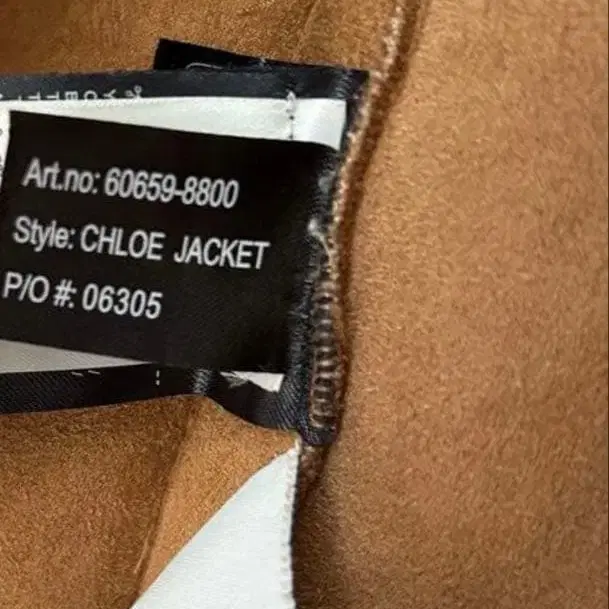 Art.no: 60659-8800
Style: CHLOE JACKET
P/O #: 06305